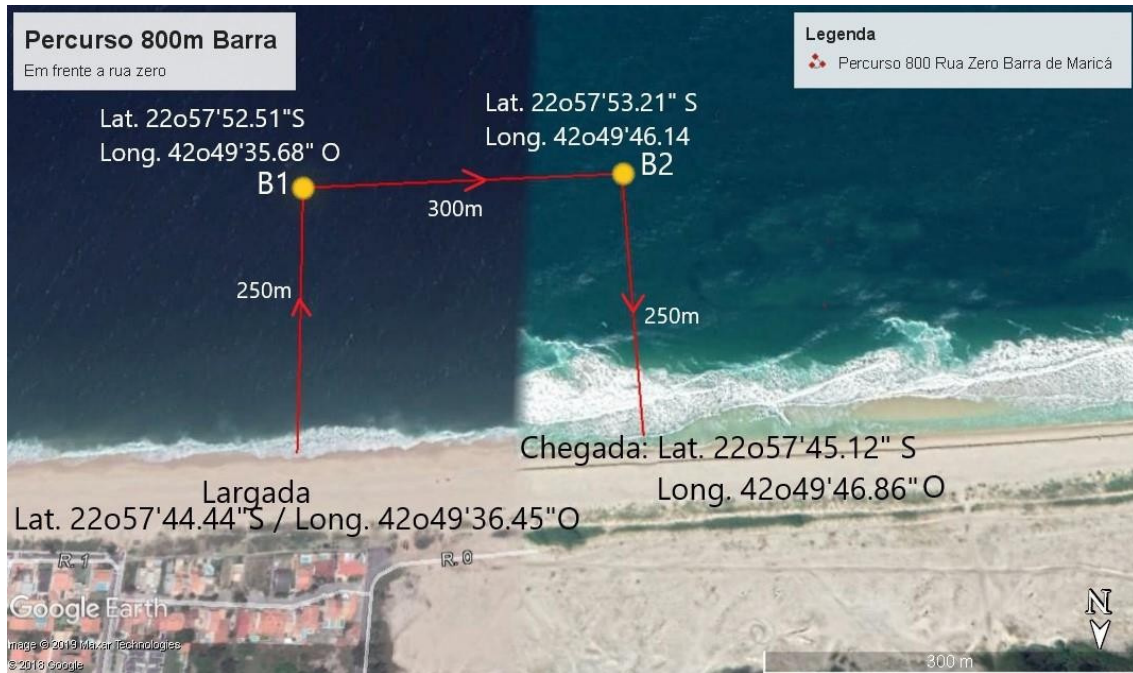 Percurso 800m Barra
Em frente a rua zero
Legenda
Percurso 800 Rua Zero Barra de Maricá
Lat. 22o57'52.51"S
Long. 42o49'35.68" O
B1
Lat. 22o57'53.21" S
Long. 42o49'46.14
B2
300m
250m
250m
Chegada: Lat. 22o57'45.12" S
Long. 42o49'46.86" O
Largada
Lat. 22o57'44.44"S / Long. 42o49'36.45"O
R. 1
R. 0
Google Earth
Image © 2019 Maxar Technologies
© 2018 Google
N
300 m